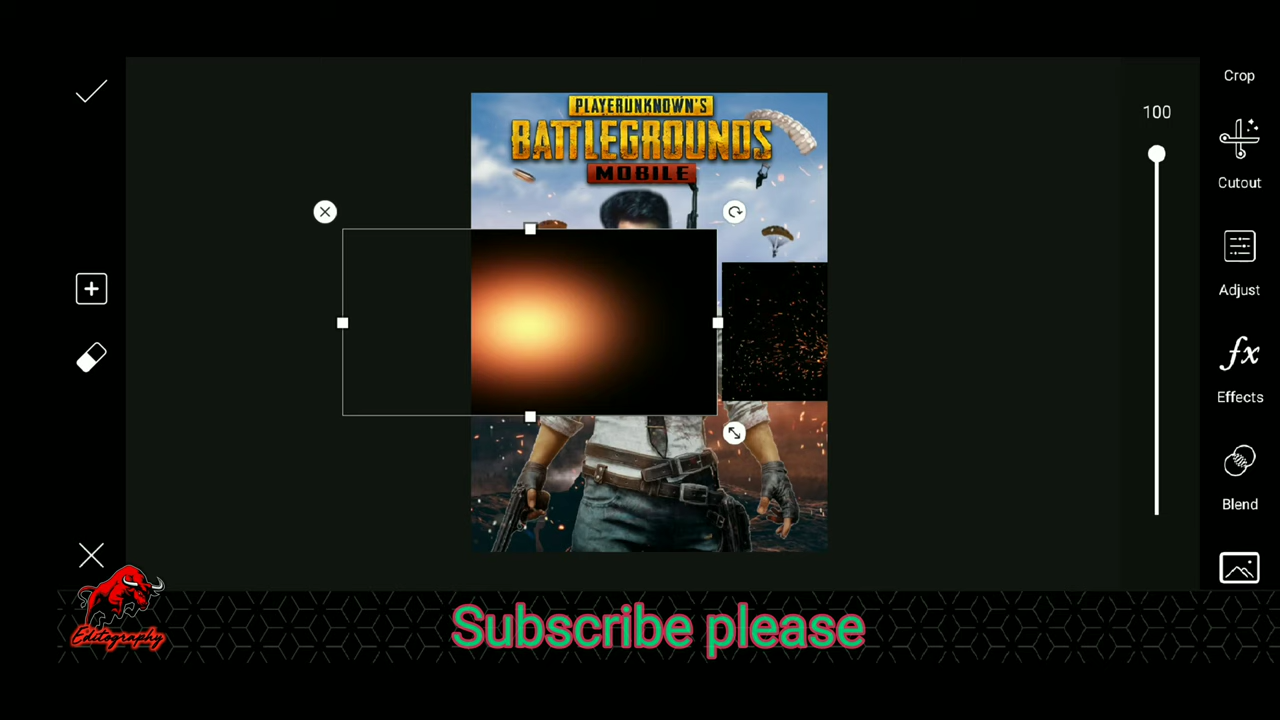 Crop
100
PLAYERUNKNOWN'S
BATTLEGROUNDS
MOBILE
Cutout
Adjust
fx
Effects
Blend
Editography
Subscribe please